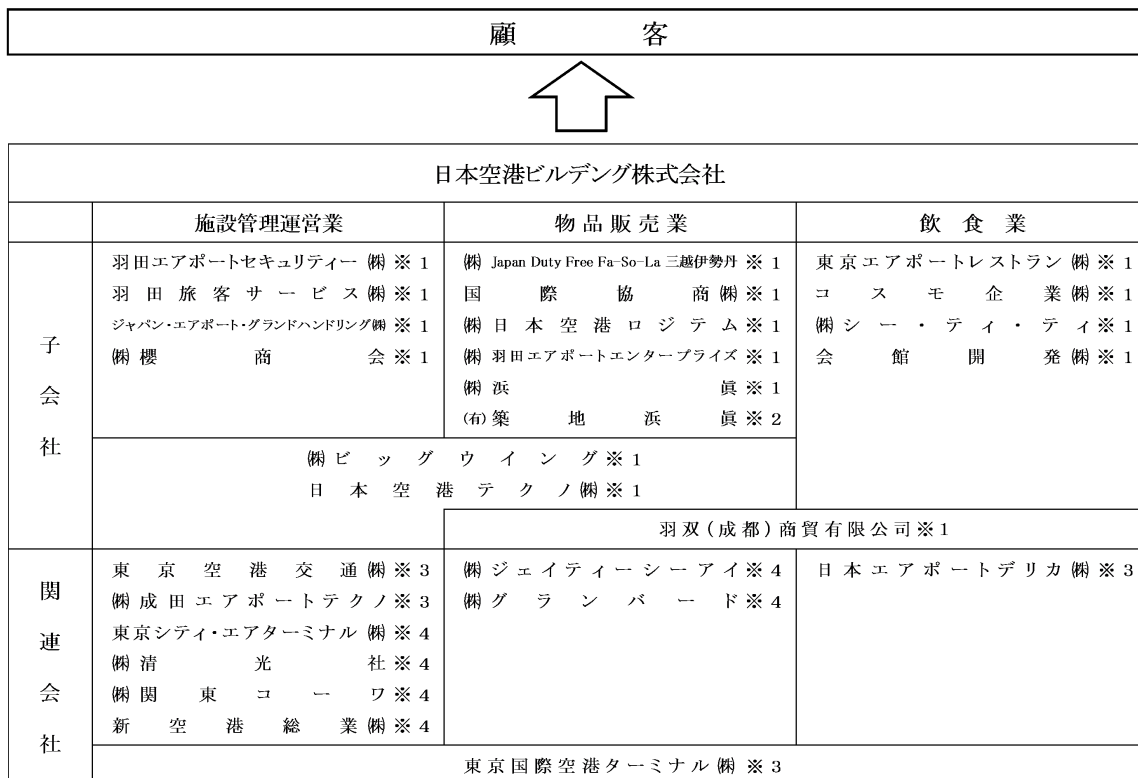 顧客
日本空港ビルデング株式会社
施設管理運営業
物品販売業
飲食業
子会社
羽田エアポートセキュリティー㈱※1
羽田旅客サービス㈱※1
ジャパン・エアポート・グランドハンドリング㈱※1
㈱櫻商会※1
㈱Japan Duty Free Fa-So-La 三越伊勢丹※1
国際協商㈱※1
㈱日本空港ロジテム※1
㈱羽田エアポートエンタープライズ※1
㈱浜眞※1
㈲築地浜眞※2
東京エアポートレストラン㈱※1
コスモ企業㈱※1
㈱シー・ティ・ティ※1
会館開発㈱※1
㈱ビッグウイング※1
日本空港テクノ㈱※1
羽双(成都)商貿有限公司※1
関連会社
東京空港交通㈱※3
㈱成田エアポートテクノ※3
東京シティ・エアターミナル㈱※4
㈱清光社※4
㈱関東コーワ※4
新空港総業㈱※4
㈱ジェイティーシーアイ※4
㈱グランバード※4
日本エアポートデリカ㈱※3
東京国際空港ターミナル㈱※3